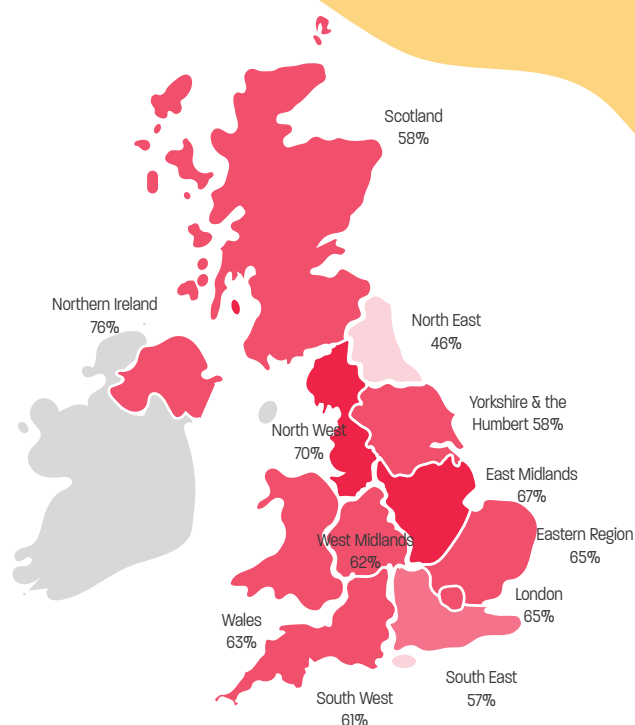 Scotland
58%
Northern Ireland
76%
North East
46%
Yorkshire & the
Humbert 58%
North West
70%
East Midlands
67%
Eastern Region
65%
West Midlands
62%
London
65%
Wales
63%
South East
57%
South West
61%